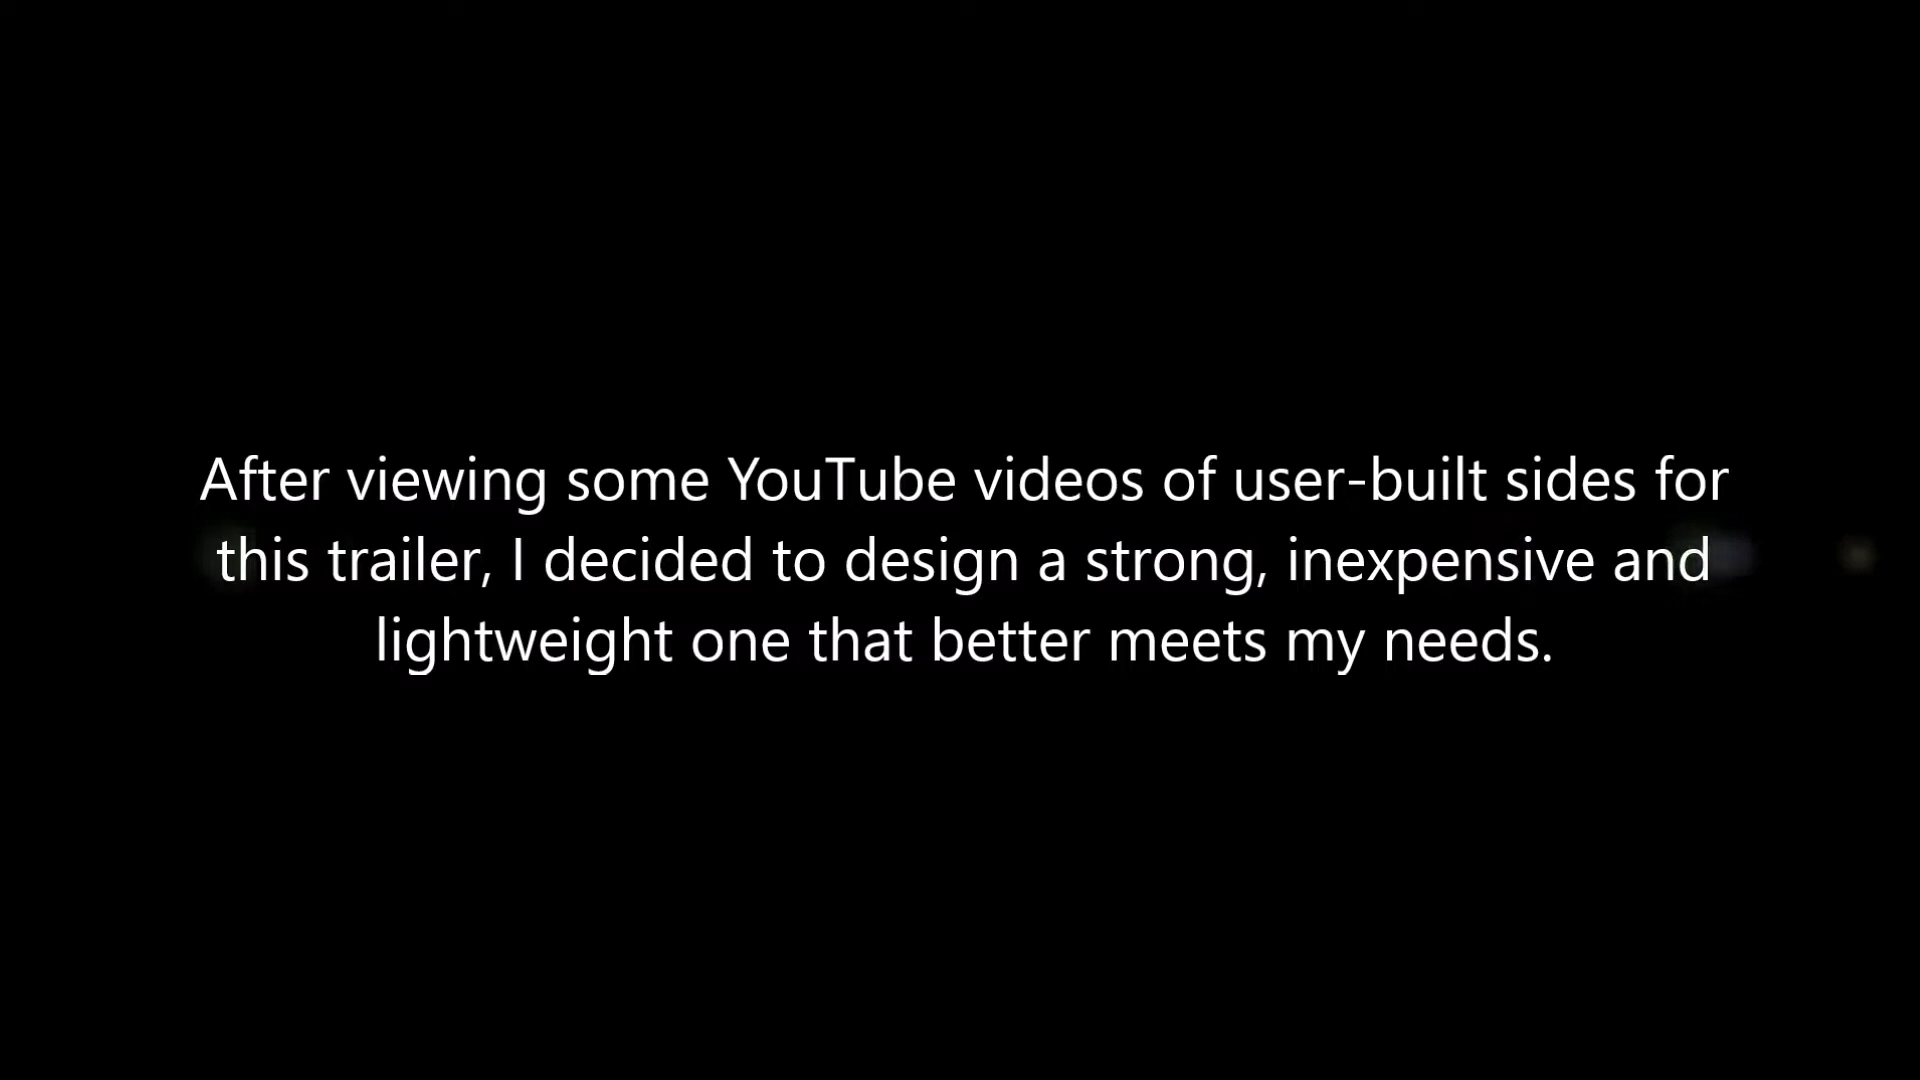 After viewing some YouTube videos of user-built sides for
this trailer, I decided to design a strong, inexpensive and
lightweight one that better meets my needs.